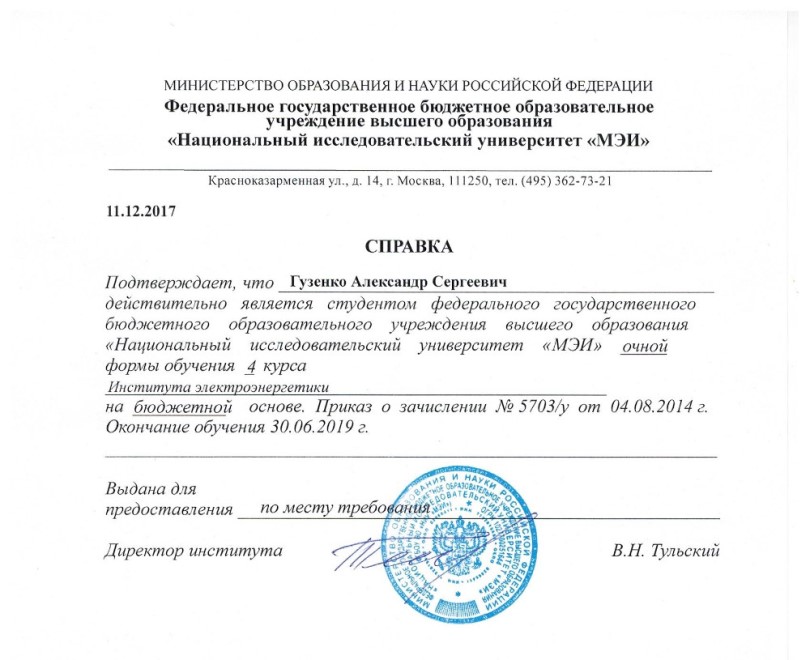 МИНИСТЕРСТВО ОБРАЗОВАНИЯ И НАУКИ РОССИЙСКОЙ ФЕДЕРАЦИИ
Федеральное государственное бюджетное образовательное
учреждение высшего образования
«Национальный исследовательский университет «МЭИ»
Красноказарменная ул., д. 14, г. Москва, 111250, тел. (495) 362-73-21
11.12.2017
СПРАВКА
Подтверждает, что Гузенко Александр Сергеевич
действительно является студентом федерального государственного
бюджетного образовательного учреждения высшего образования
«Национальный исследовательский университет «МЭИ» очной
формы обучения 4 курса
Института электроэнергетики
на бюджетной основе. Приказ о зачислении № 5703/у от 04.08.2014 г.
Окончание обучения 30.06.2019 г.
Выдана для
предоставления по месту требования
Директор института В.Н. Тульский
МИНИСТЕРСТВО ОБРАЗОВАНИЯ И НАУКИ РОССИЙСКОЙ ФЕДЕРАЦИИ